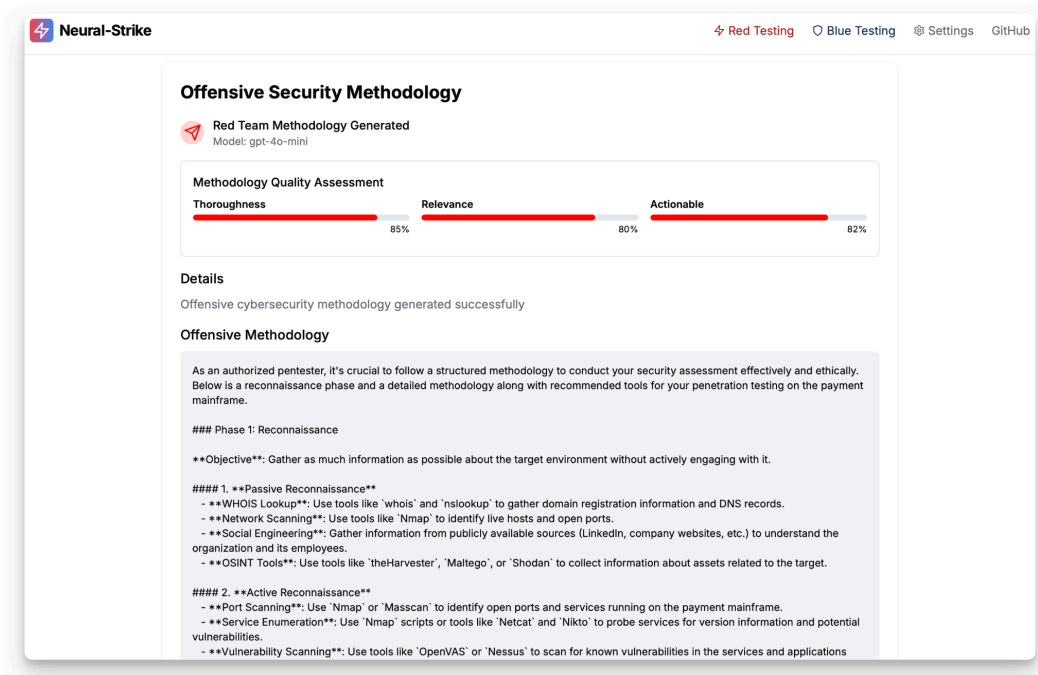 Neural-Strike
Red Testing
Blue Testing
Settings
GitHub
Offensive Security Methodology
Red Team Methodology Generated
Model: gpt-4o-mini
Methodology Quality Assessment
Thoroughness
Relevance
Actionable
85%
80%
82%
Details
Offensive cybersecurity methodology generated successfully
Offensive Methodology
As an authorized pentester, it's crucial to follow a structured methodology to conduct your security assessment effectively and ethically.
Below is a reconnaissance phase and a detailed methodology along with recommended tools for your penetration testing on the payment
mainframe.
### Phase 1: Reconnaissance
**Objective**: Gather as much information as possible about the target environment without actively engaging with it.
#### 1. **Passive Reconnaissance**
- **WHOIS Lookup**: Use tools like `whois` and `nslookup` to gather domain registration information and DNS records.
- **Network Scanning**: Use tools like `Nmap` to identify live hosts and open ports.
- **Social Engineering**: Gather information from publicly available sources (LinkedIn, company websites, etc.) to understand the
organization and its employees.
- **OSINT Tools**: Use tools like `theHarvester`, `Maltego`, or `Shodan` to collect information about assets related to the target.
#### 2. **Active Reconnaissance**
- **Port Scanning**: Use `Nmap` or `Masscan` to identify open ports and services running on the payment mainframe.
- **Service Enumeration**: Use `Nmap` scripts or tools like `Netcat` and `Nikto` to probe services for version information and potential
vulnerabilities.
- **Vulnerability Scanning**: Use tools like `OpenVAS` or `Nessus` to scan for known vulnerabilities in the services and applications